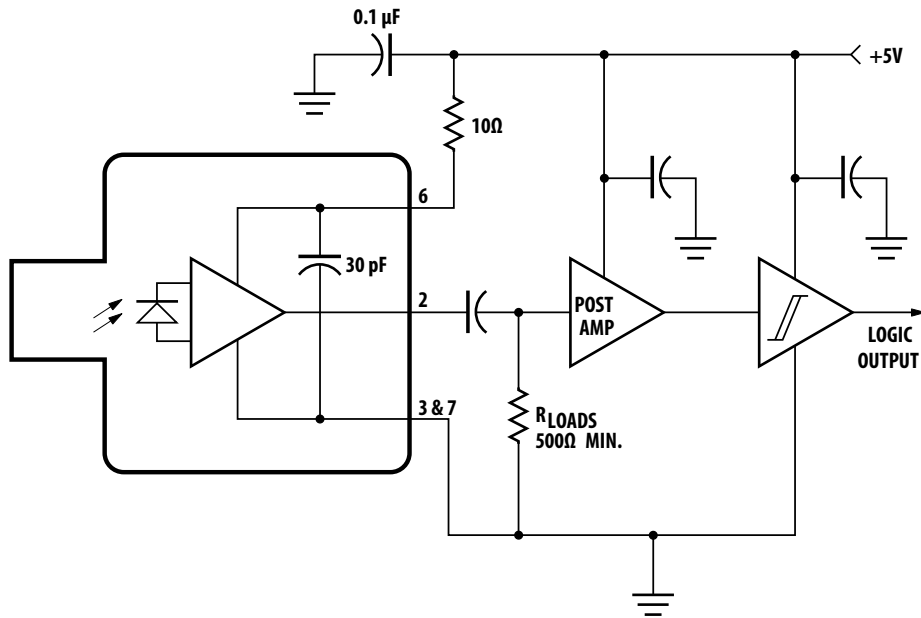 0.1 µF
+5V
10Ω
6
30 pF
2
POST
AMP
LOGIC
OUTPUT
3 & 7
RLOADS
500Ω MIN.